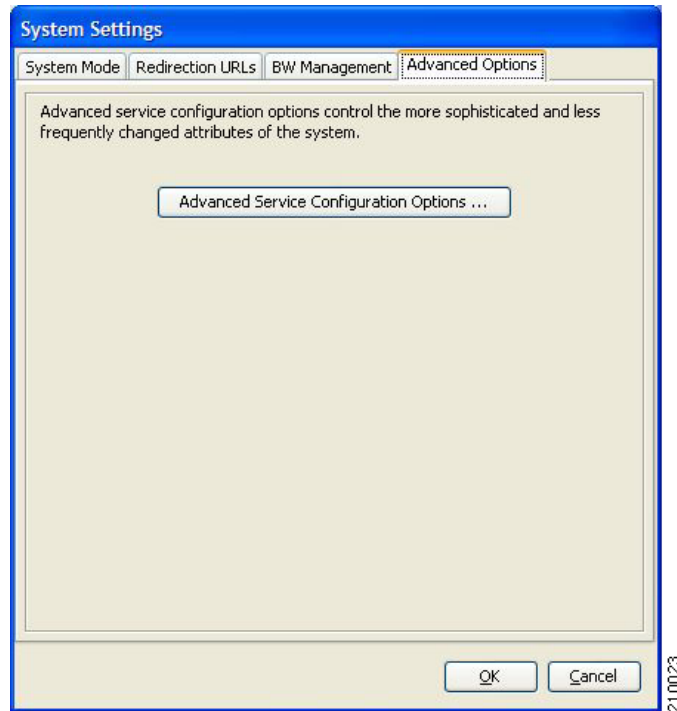 System Settings
System Mode Redirection URLs BW Management Advanced Options
Advanced service configuration options control the more sophisticated and less
frequently changed attributes of the system.
Advanced Service Configuration Options ...
OK Cancel
210023